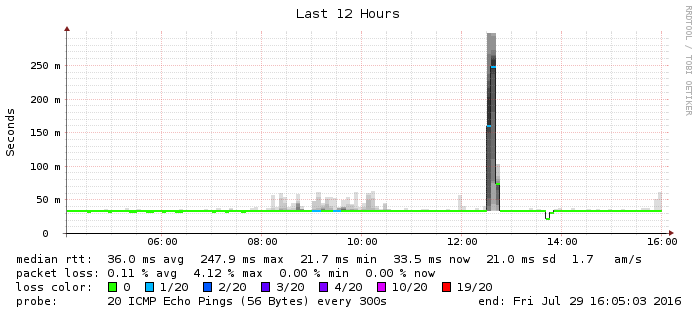 Last 12 Hours
RRDTOOL / TOBI OETIKER
Seconds
250 m
200 m
150 m
100 m
50 m
0
06:00 08:00 10:00 12:00 14:00 16:00
median rtt: 36.0 ms avg 247.9 ms max 21.7 ms min 33.5 ms now 21.0 ms sd 1.7 am/s
packet loss: 0.11 % avg 4.12 % max 0.00 % min 0.00 % now
loss color: 0 1/20 2/20 3/20 4/20 10/20 19/20
probe: 20 ICMP Echo Pings (56 Bytes) every 300s end: Fri Jul 29 16:05:03 2016